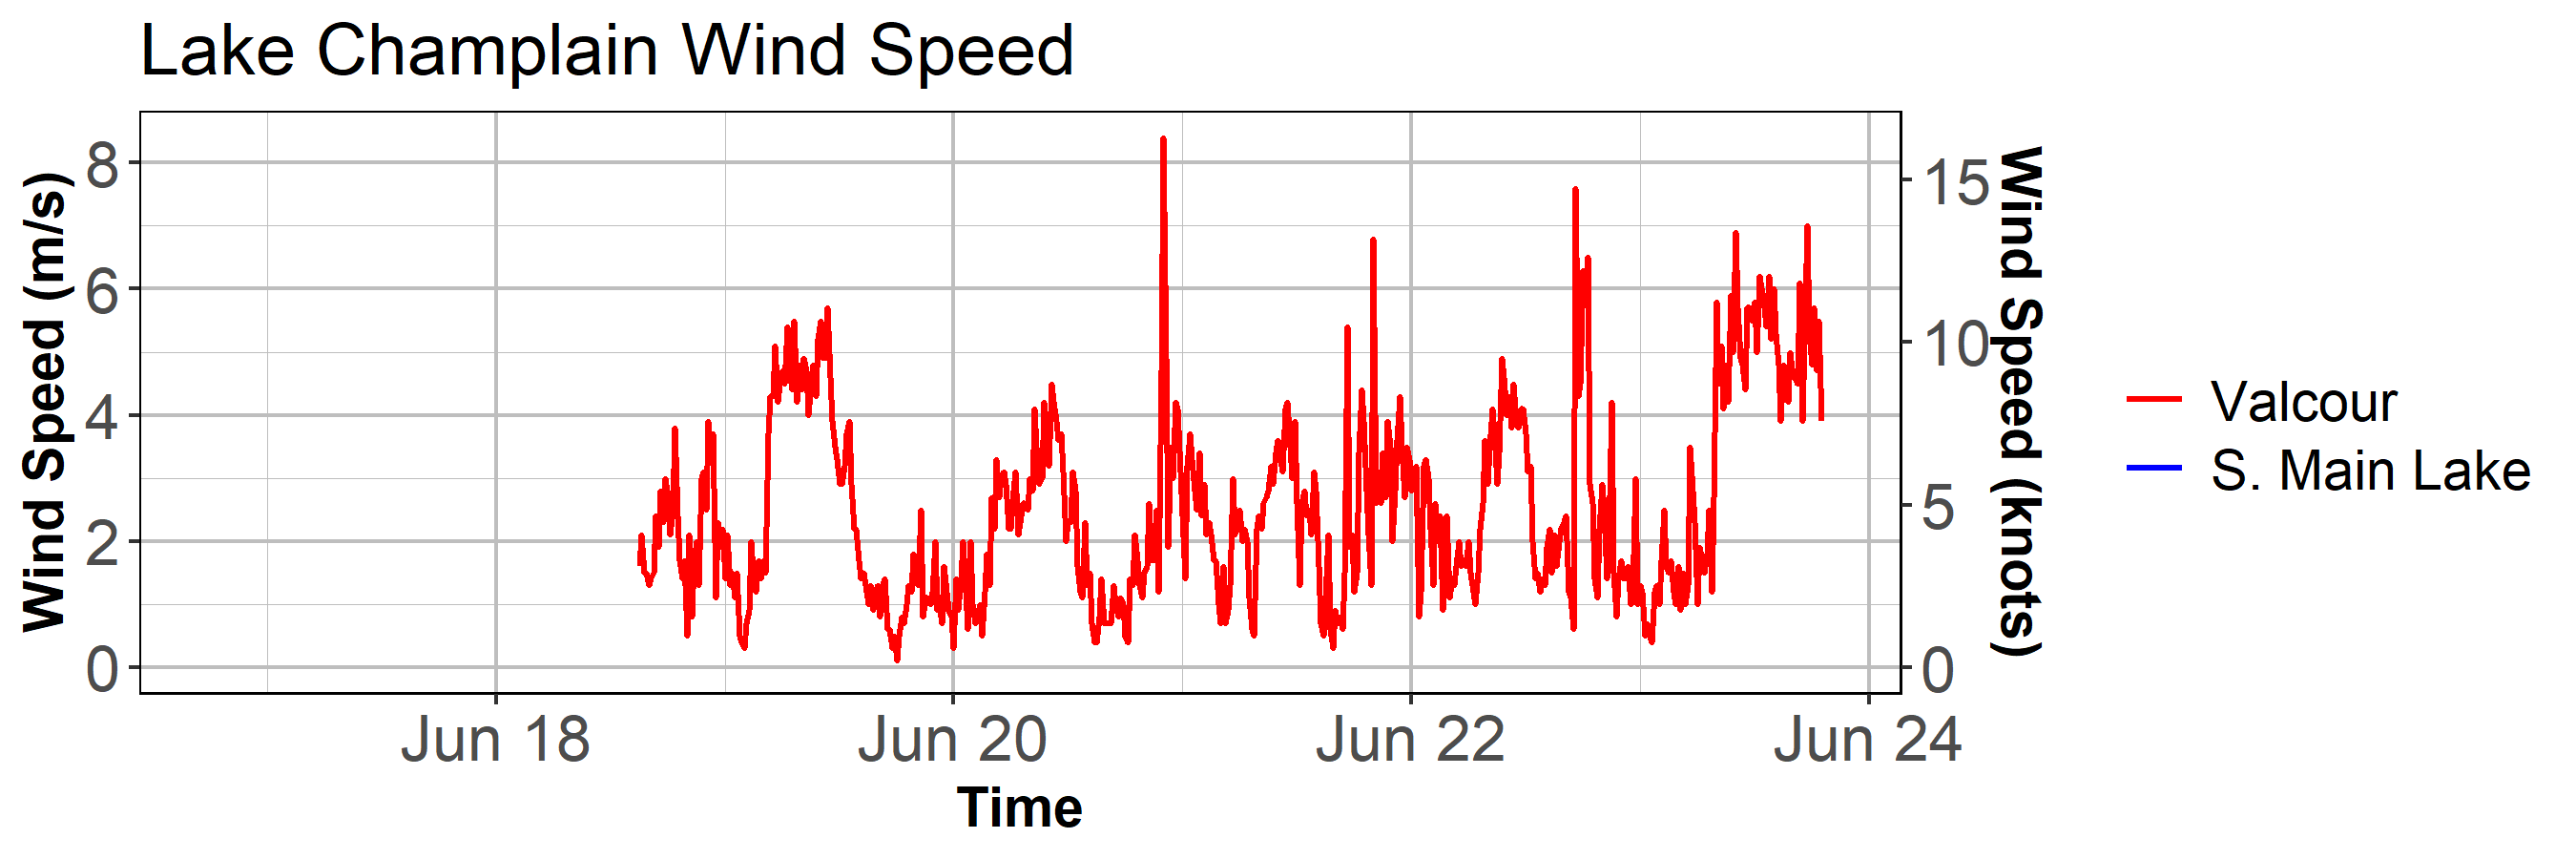 Lake Champlain Wind Speed
Wind Speed (m/s)
8
6
4
2
0
15
10
5
0
Wind Speed (knots)
Jun 18
Jun 20
Jun 22
Jun 24
Time
Valcour
S. Main Lake